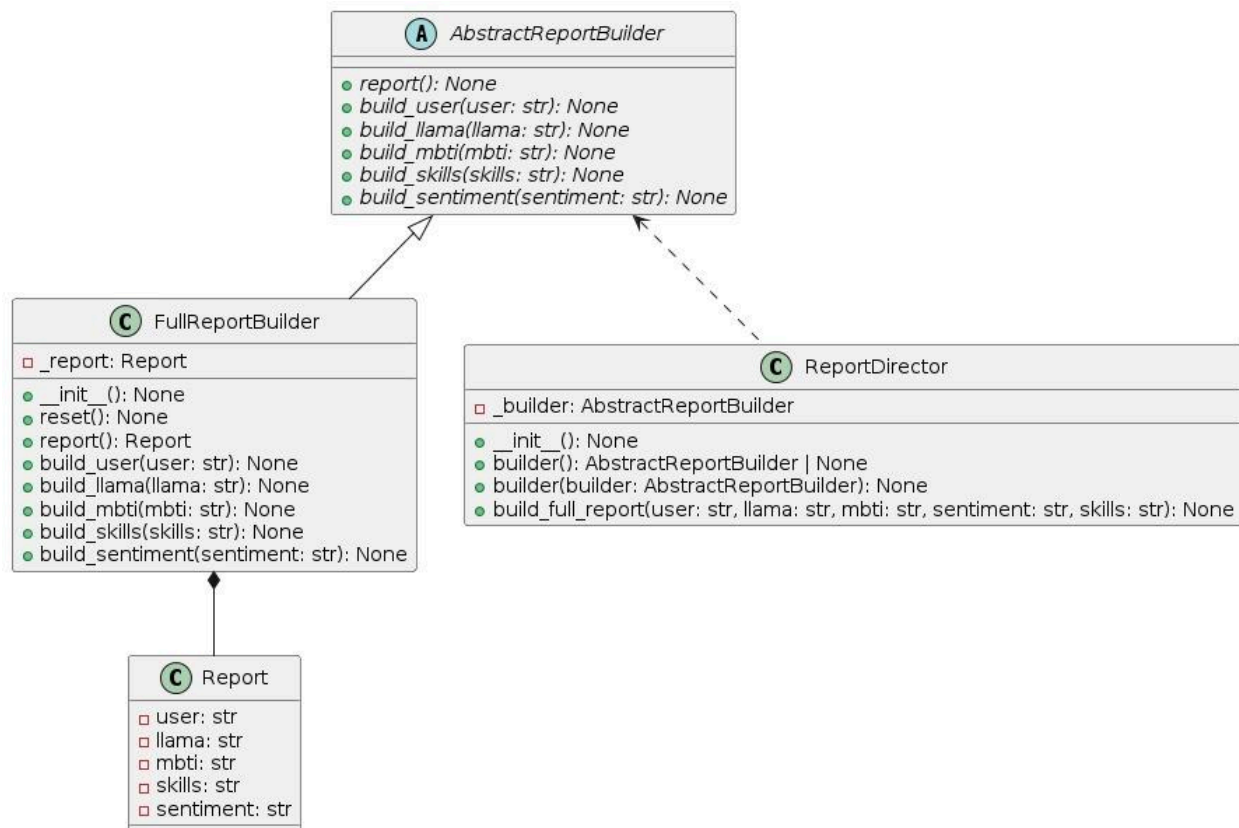 A AbstractReportBuilder
report(): None
build_user(user: str): None
build_llama(llama: str): None
build_mbti(mbti: str): None
build_skills(skills: str): None
build_sentiment(sentiment: str): None
C FullReportBuilder
_report: Report
__init__(): None
reset(): None
report(): Report
build_user(user: str): None
build_llama(llama: str): None
build_mbti(mbti: str): None
build_skills(skills: str): None
build_sentiment(sentiment: str): None
C ReportDirector
_builder: AbstractReportBuilder
__init__(): None
builder(): AbstractReportBuilder | None
builder(builder: AbstractReportBuilder): None
build_full_report(user: str, llama: str, mbti: str, sentiment: str, skills: str): None
C Report
user: str
llama: str
mbti: str
skills: str
sentiment: str